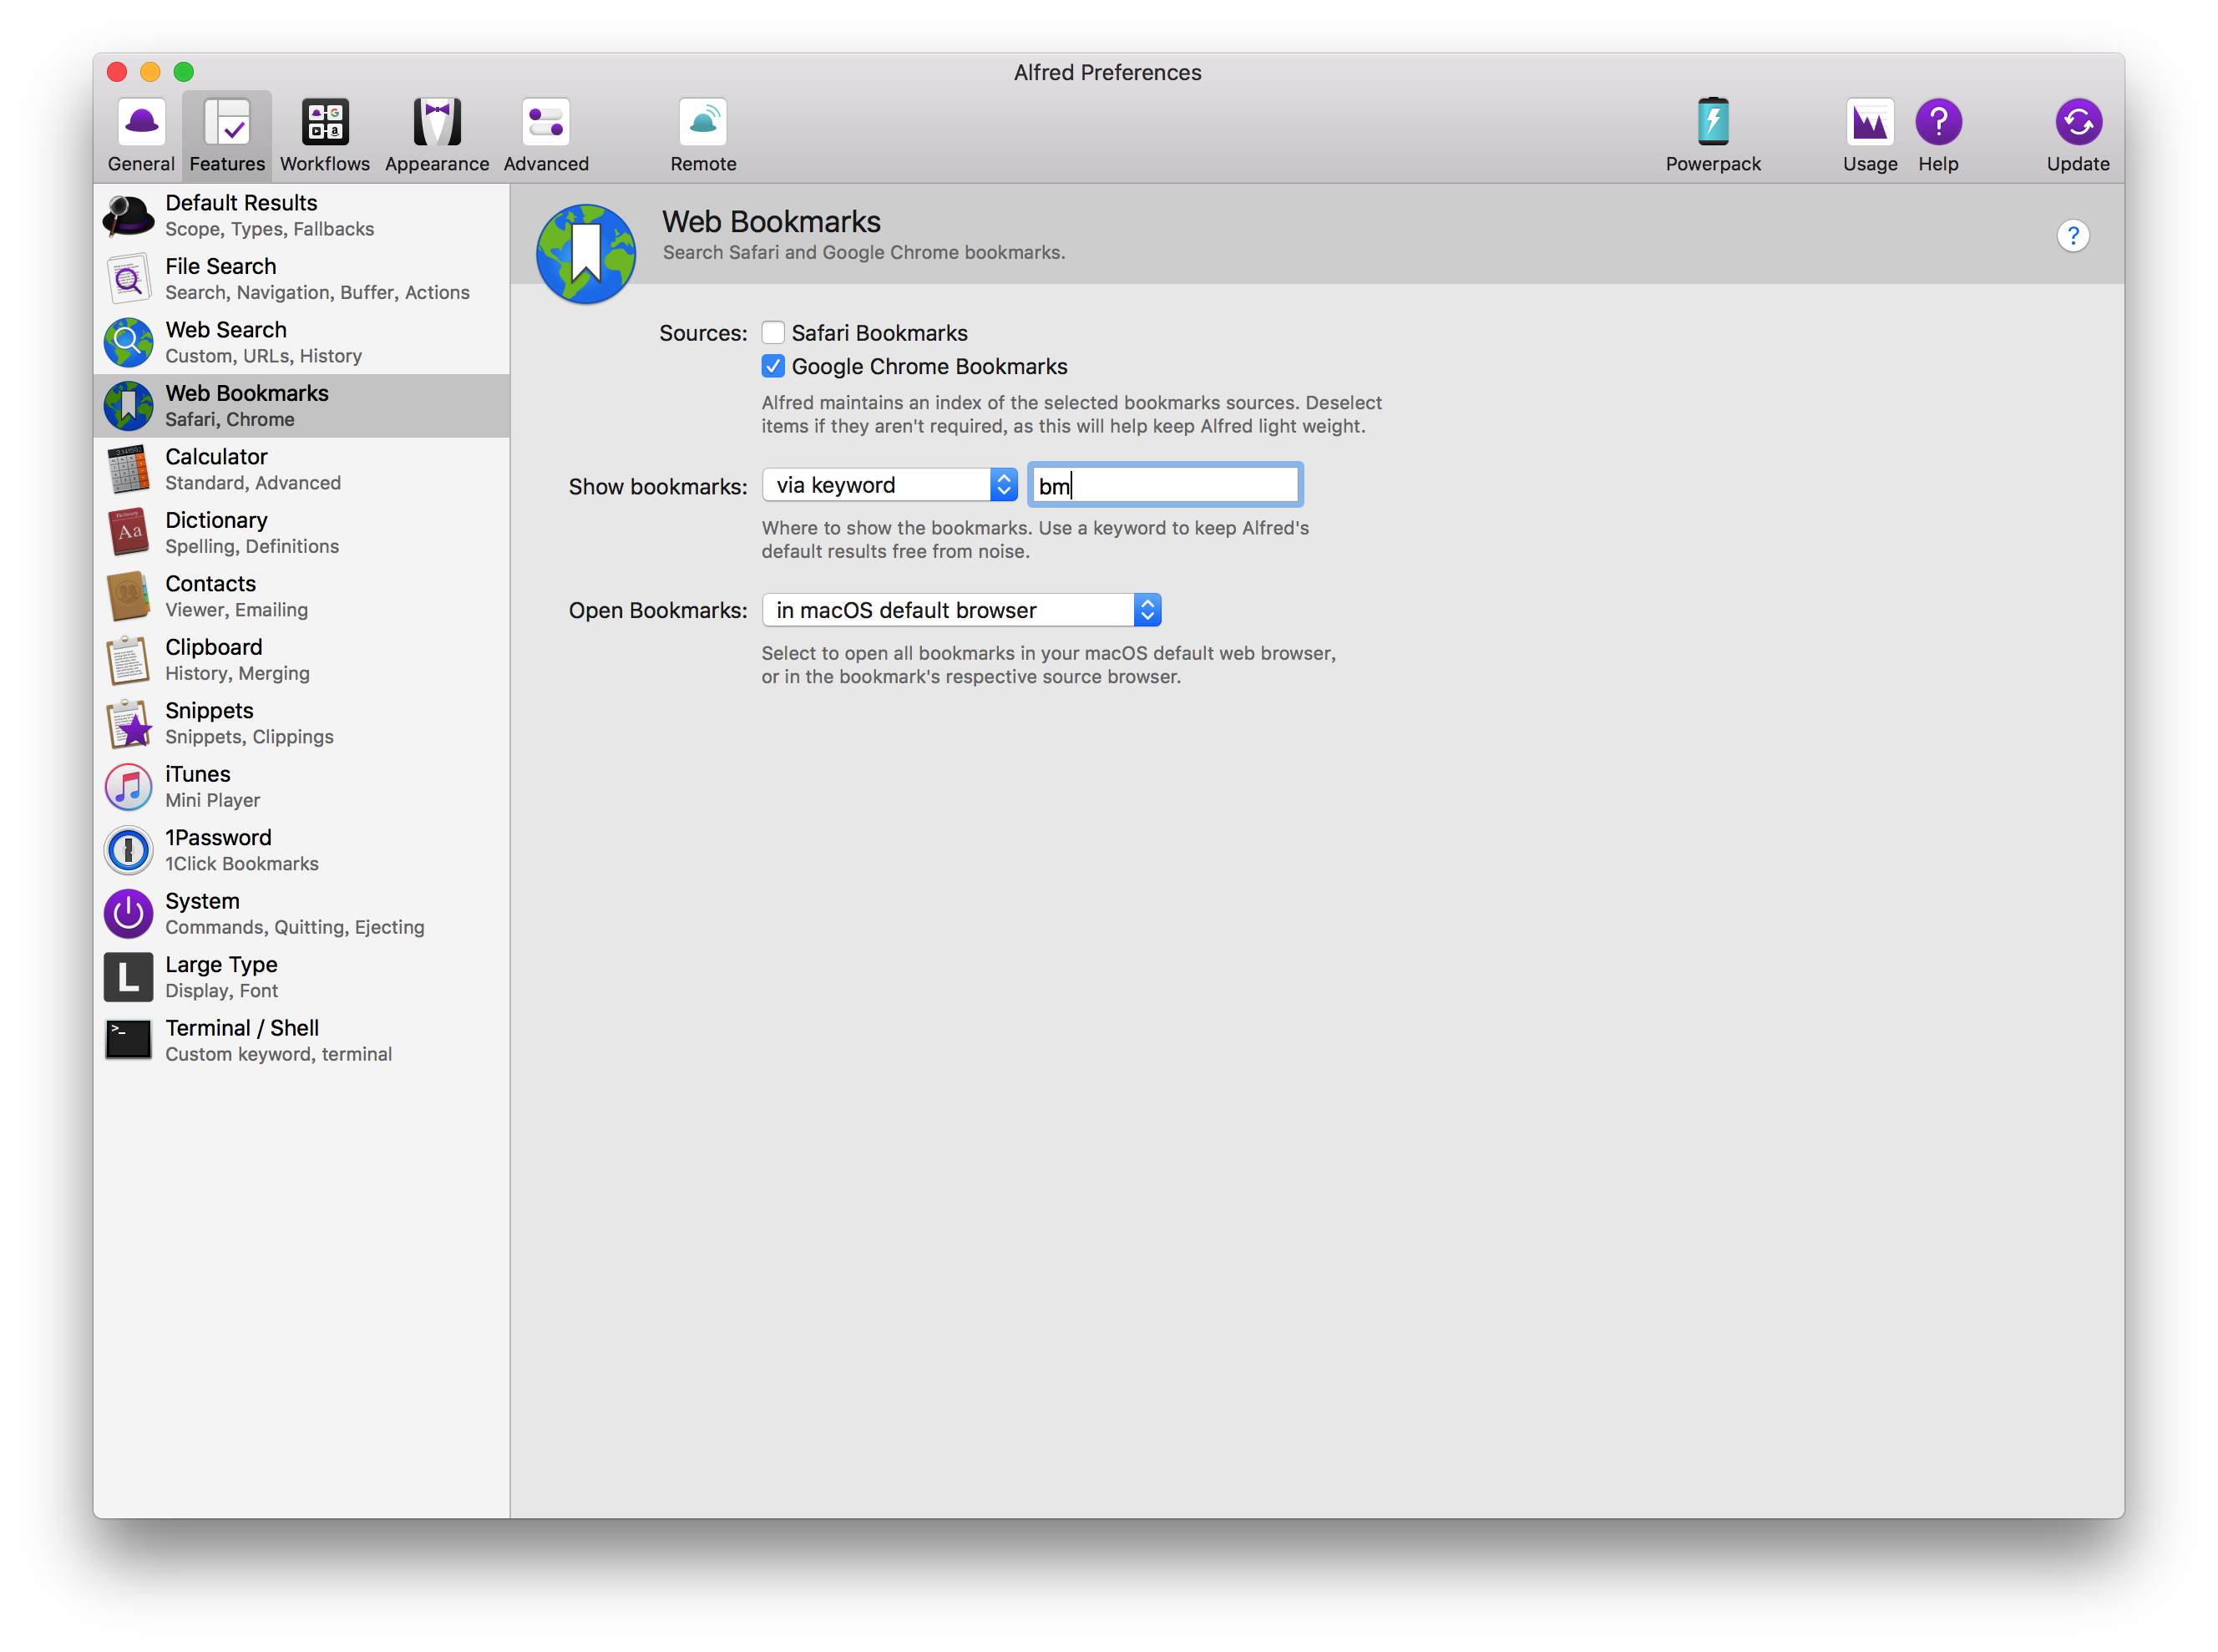 Alfred Preferences
General
Features
Workflows
Appearance
Advanced
Remote
Powerpack
Usage
Help
Update
Default Results
Scope, Types, Fallbacks
File Search
Search, Navigation, Buffer, Actions
Web Search
Custom, URLs, History
Web Bookmarks
Safari, Chrome
Calculator
Standard, Advanced
Dictionary
Spelling, Definitions
Contacts
Viewer, Emailing
Clipboard
History, Merging
Snippets
Snippets, Clippings
iTunes
Mini Player
1Password
1Click Bookmarks
System
Commands, Quitting, Ejecting
L
Large Type
Display, Font
>_
Terminal / Shell
Custom keyword, terminal
Web Bookmarks
Search Safari and Google Chrome bookmarks.
?
Sources: Safari Bookmarks
Google Chrome Bookmarks
Alfred maintains an index of the selected bookmarks sources. Deselect
items if they aren't required, as this will help keep Alfred light weight.
Show bookmarks: via keyword bm
Where to show the bookmarks. Use a keyword to keep Alfred's
default results free from noise.
Open Bookmarks: in macOS default browser
Select to open all bookmarks in your macOS default web browser,
or in the bookmark's respective source browser.